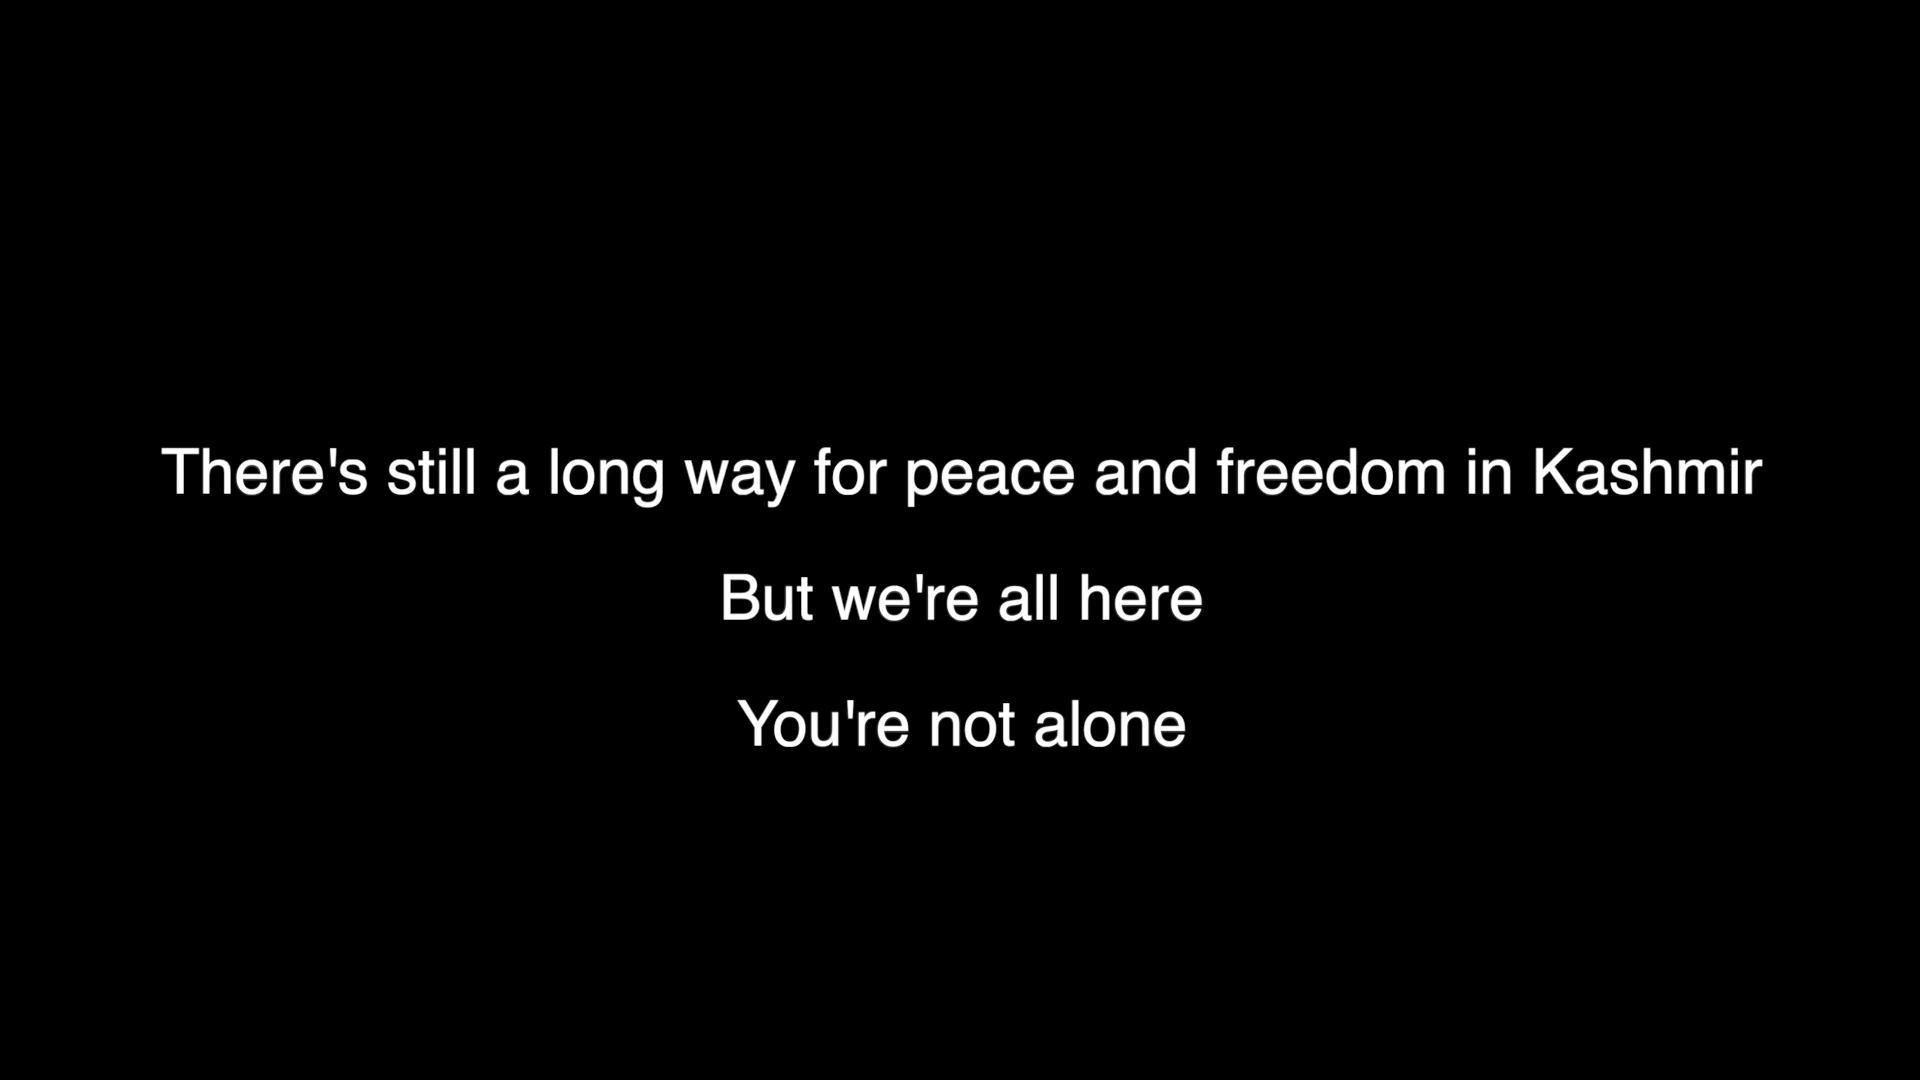 There's still a long way for peace and freedom in Kashmir
But we're all here
You're not alone